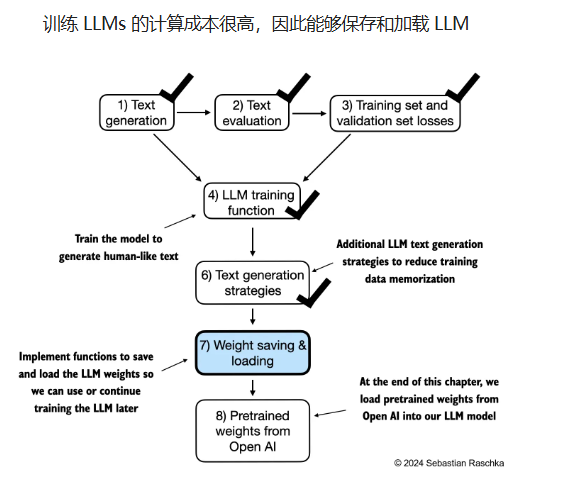 训练 LLMs 的计算成本很高，因此能够保存和加载 LLM
1) Text
generation
2) Text
evaluation
3) Training set and
validation set losses
4) LLM training
function
Train the model to
generate human-like text
Additional LLM text generation
strategies to reduce training
data memorization
6) Text generation
strategies
7) Weight saving &
loading
Implement functions to save
and load the LLM weights so
we can use or continue
training the LLM later
At the end of this chapter, we
load pretrained weights from
Open AI into our LLM model
8) Pretrained
weights from
Open AI
© 2024 Sebastian Raschka